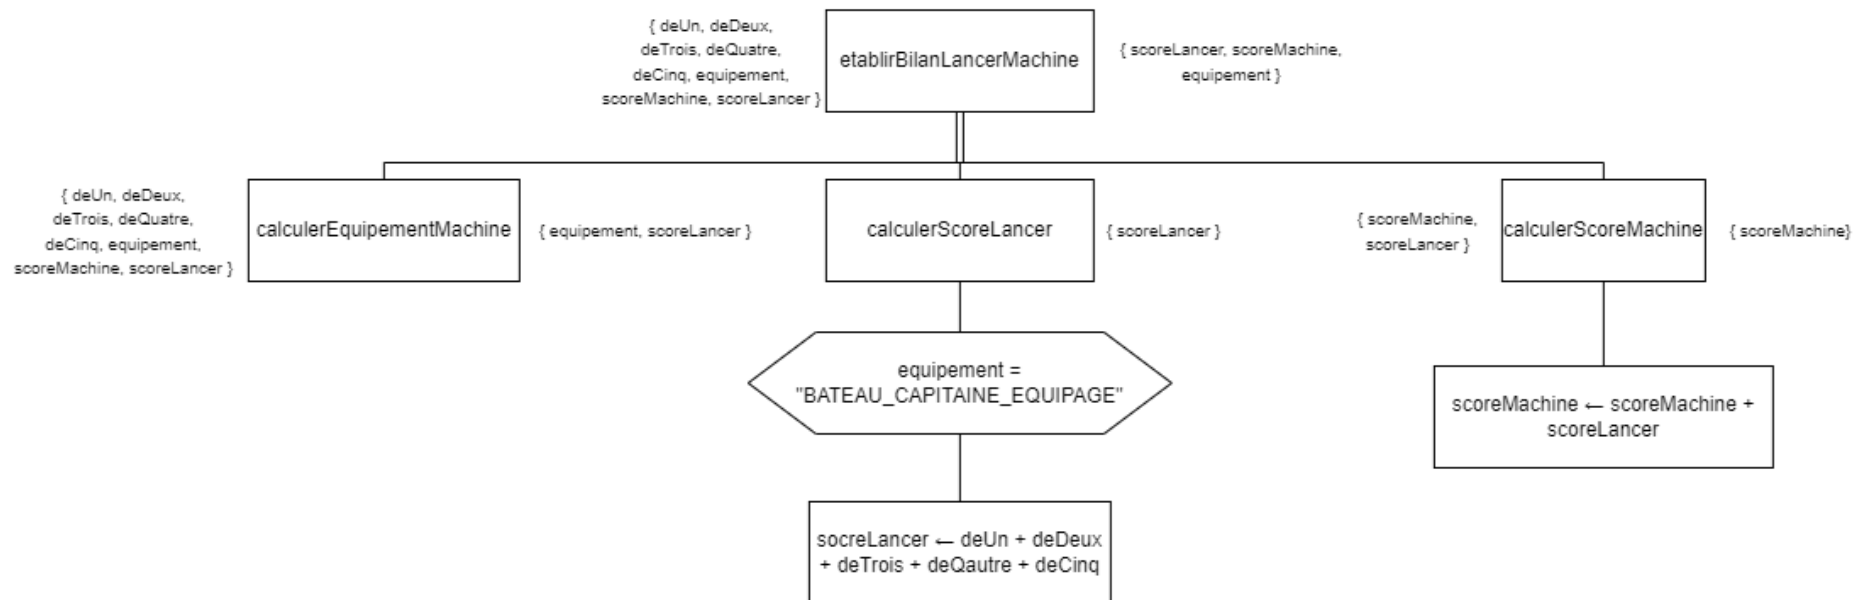 { deUn, deDeux,
deTrois, deQuatre,
deCinq, equipement,
scoreMachine, scoreLancer }
etablirBilanLancerMachine
{ scoreLancer, scoreMachine,
equipement }
{ deUn, deDeux,
deTrois, deQuatre,
deCinq, equipement,
scoreMachine, scoreLancer }
calculerEquipementMachine
{ equipement, scoreLancer }
calculerScoreLancer
{ scoreLancer }
{ scoreMachine,
scoreLancer }
calculerScoreMachine
{ scoreMachine}
equipement =
"BATEAU_CAPITAINE_EQUIPAGE"
scoreMachine ← scoreMachine +
scoreLancer
socreLancer ← deUn + deDeux
+ deTrois + deQautre + deCinq